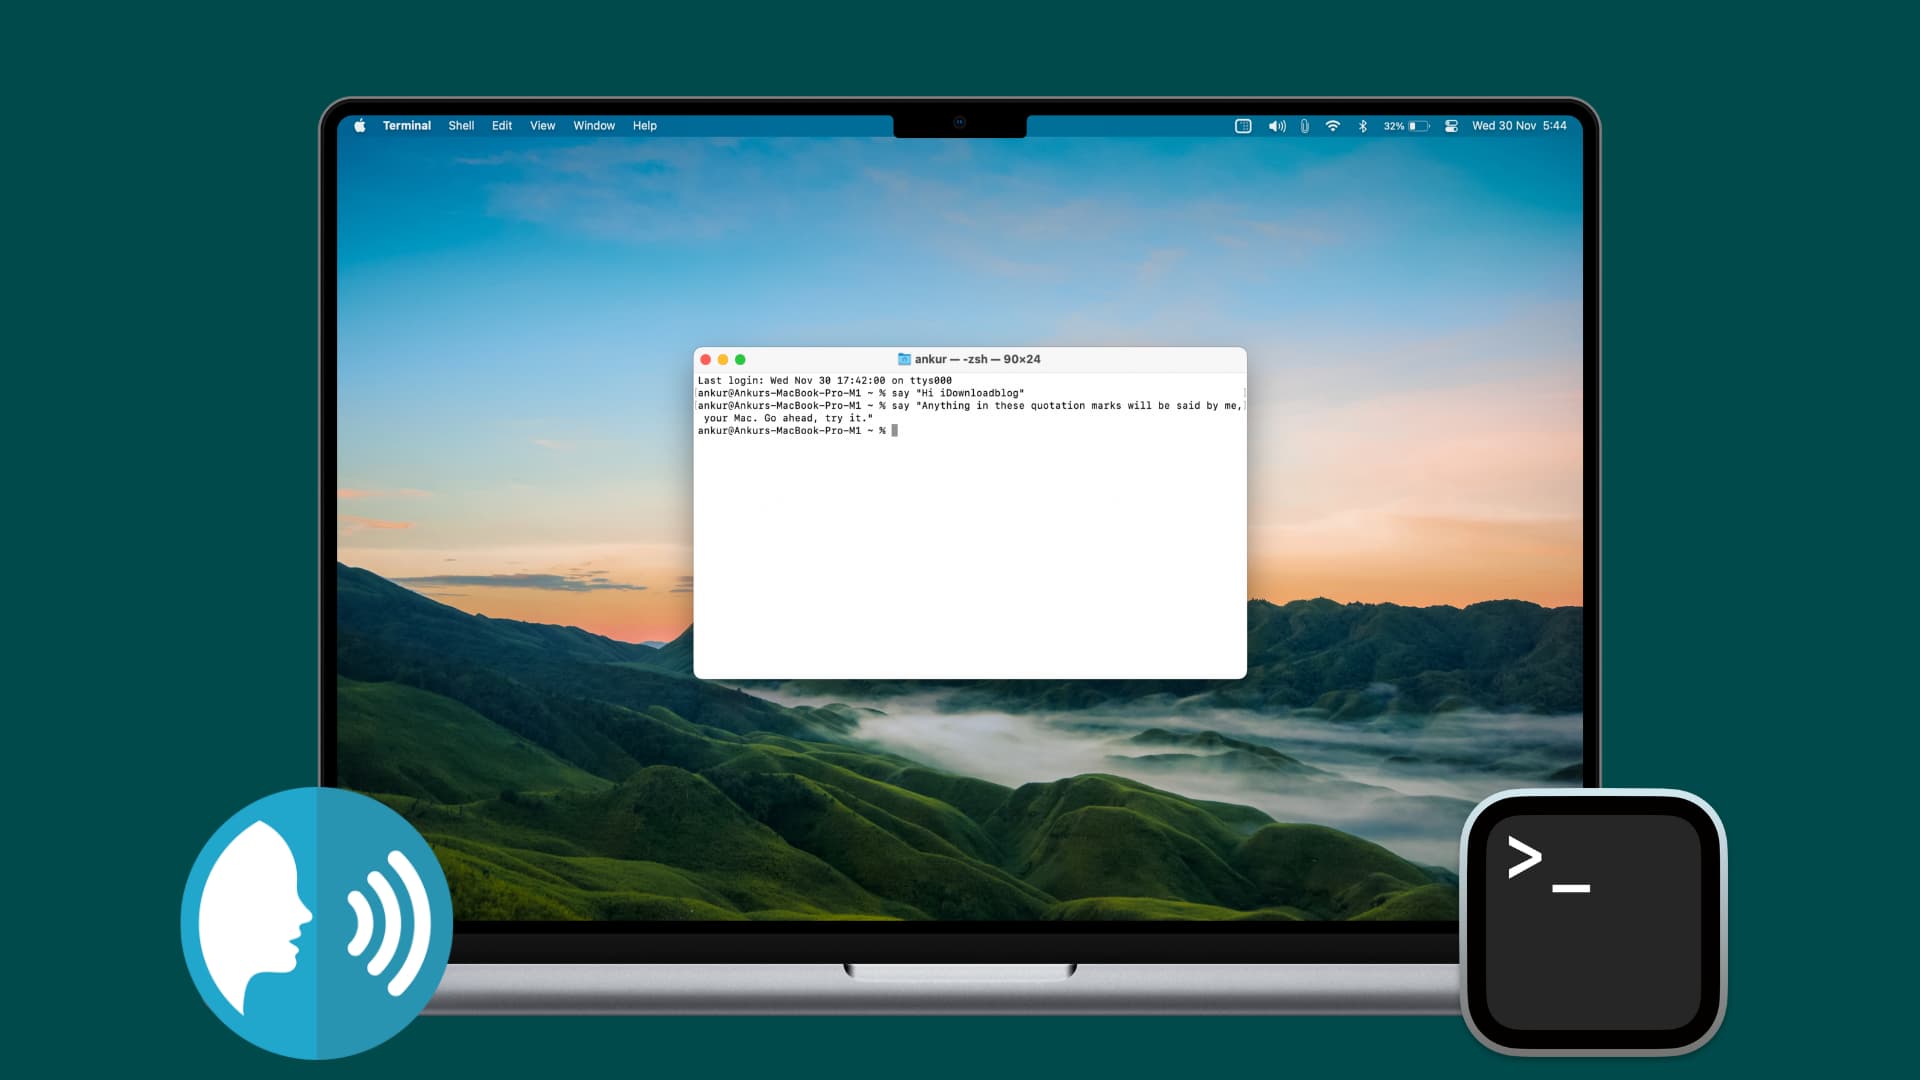 Terminal Shell Edit View Window Help 32% Wed 30 Nov 5:44
ankur — -zsh — 90×24
Last login: Wed Nov 30 17:42:00 on ttys000
[ankur@Ankurs-MacBook-Pro-M1 ~ % say "Hi iDownloadblog" ]
[ankur@Ankurs-MacBook-Pro-M1 ~ % say "Anything in these quotation marks will be said by me,]
your Mac. Go ahead, try it."
ankur@Ankurs-MacBook-Pro-M1 ~ %
>_